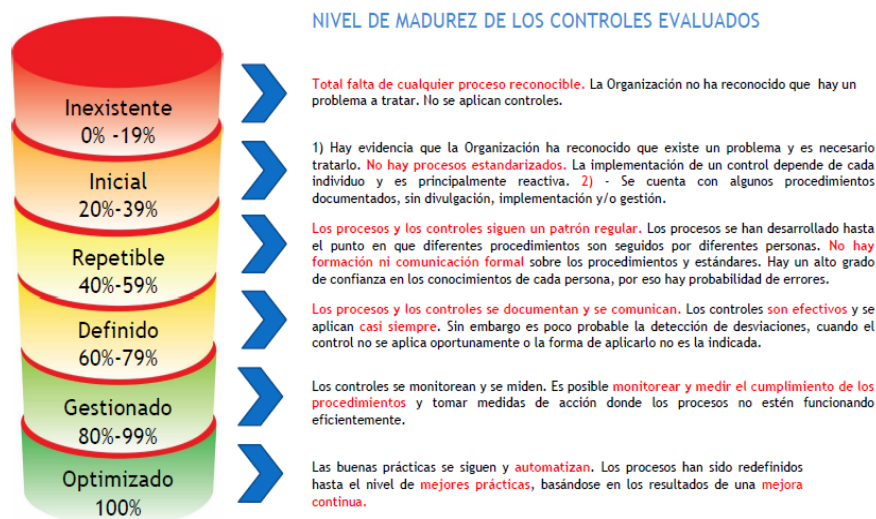 NIVEL DE MADUREZ DE LOS CONTROLES EVALUADOS
Inexistente
0% -19%
Total falta de cualquier proceso reconocible. La Organización no ha reconocido que hay un
problema a tratar. No se aplican controles.
Inicial
20%-39%
1) Hay evidencia que la Organización ha reconocido que existe un problema y es necesario
tratarlo. No hay procesos estandarizados. La implementación de un control depende de cada
individuo y es principalmente reactiva. 2) - Se cuenta con algunos procedimientos
documentados, sin divulgación, implementación y/o gestión.
Repetible
40%-59%
Los procesos y los controles siguen un patrón regular. Los procesos se han desarrollado hasta
el punto en que diferentes procedimientos son seguidos por diferentes personas. No hay
formación ni comunicación formal sobre los procedimientos y estándares. Hay un alto grado
de confianza en los conocimientos de cada persona, por eso hay probabilidad de errores.
Definido
60%-79%
Los procesos y los controles se documentan y se comunican. Los controles son efectivos y se
aplican casi siempre. Sin embargo es poco probable la detección de desviaciones, cuando el
control no se aplica oportunamente o la forma de aplicarlo no es la indicada.
Gestionado
80%-99%
Los controles se monitorean y se miden. Es posible monitorear y medir el cumplimiento de los
procedimientos y tomar medidas de acción donde los procesos no estén funcionando
eficientemente.
Optimizado
100%
Las buenas prácticas se siguen y automatizan. Los procesos han sido redefinidos
hasta el nivel de mejores prácticas, basándose en los resultados de una mejora
continua.